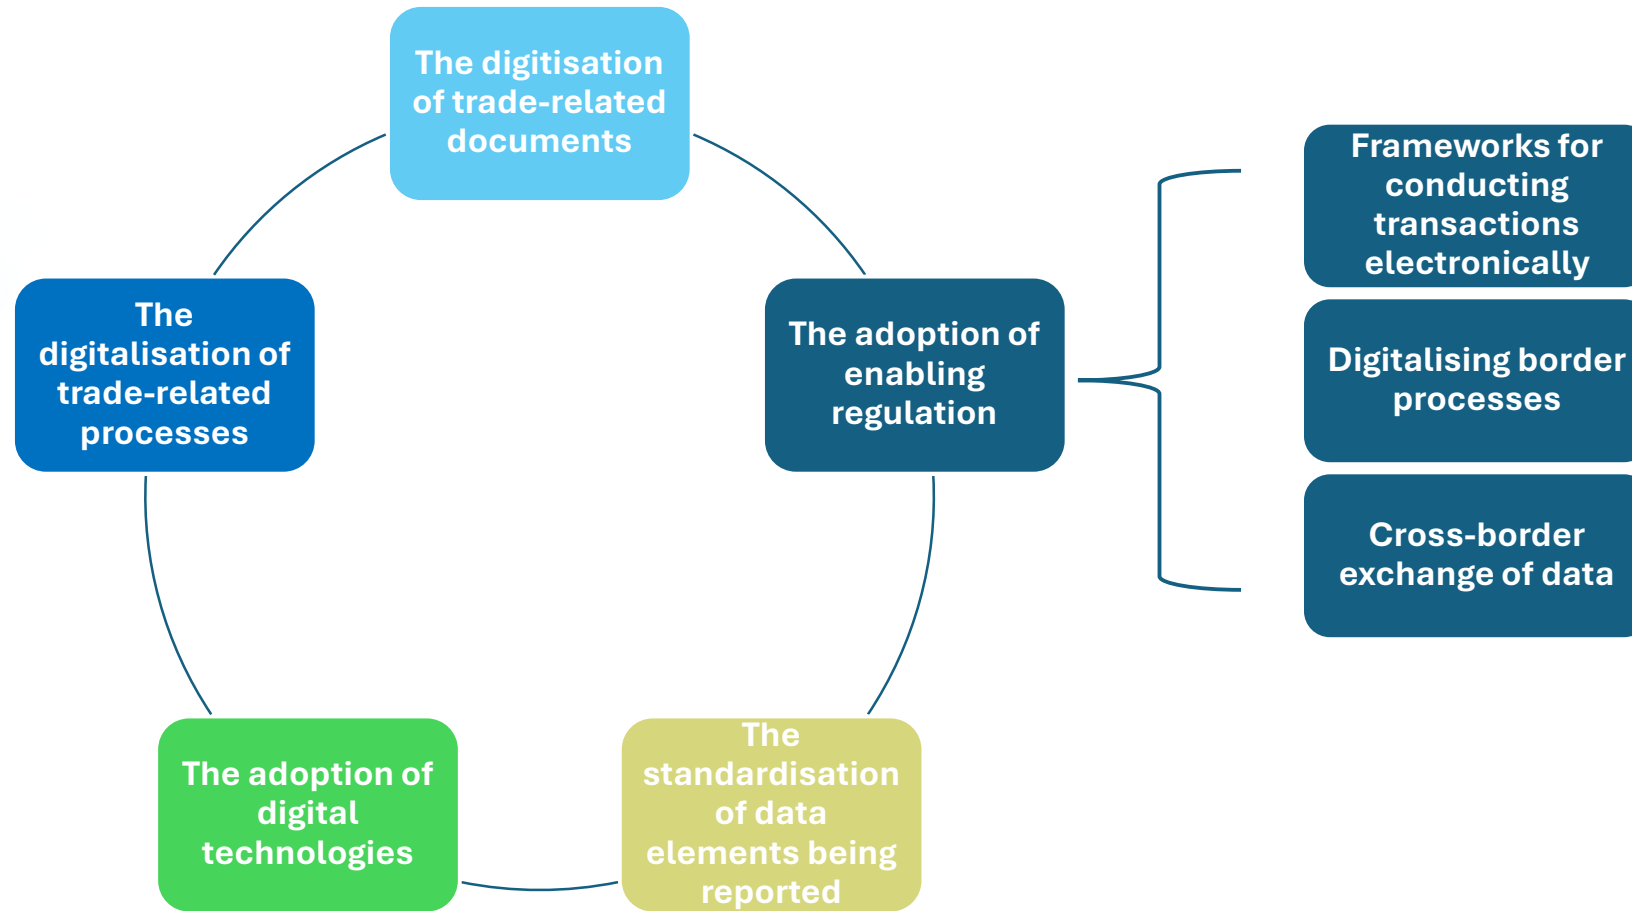 The digitisation
of trade-related
documents
The adoption of
enabling
regulation
The
standardisation
of data
elements being
reported
The adoption of
digital
technologies
The
digitalisation of
trade-related
processes
Frameworks for
conducting
transactions
electronically
Digitalising border
processes
Cross-border
exchange of data